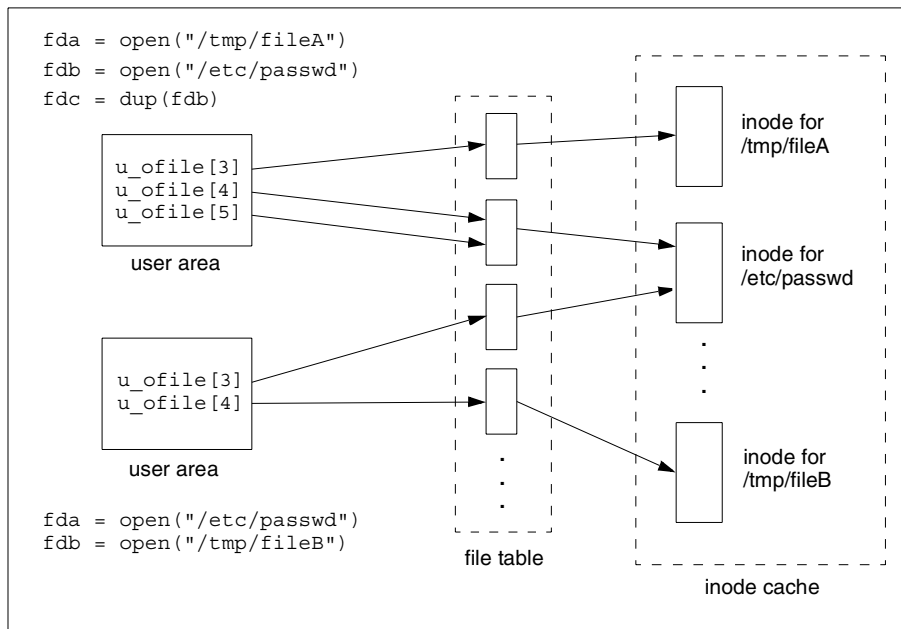 fda = open("/tmp/fileA")
fdb = open("/etc/passwd")
fdc = dup(fdb)
u_ofile[3]
u_ofile[4]
u_ofile[5]
user area
u_ofile[3]
u_ofile[4]
user area
fda = open("/etc/passwd")
fdb = open("/tmp/fileB")
file table
inode for
/tmp/fileA
inode for
/etc/passwd
inode for
/tmp/fileB
inode cache